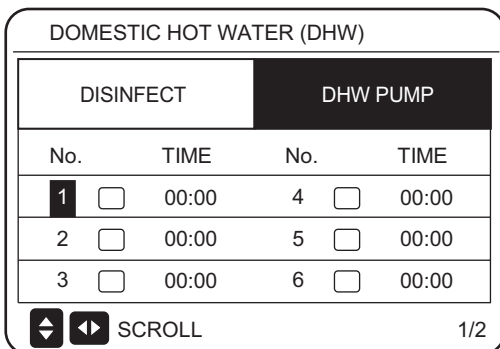 DOMESTIC HOT WATER (DHW)
DISINFECT DHW PUMP
No. TIME No. TIME
1 00:00 4 00:00
2 00:00 5 00:00
3 00:00 6 00:00
SCROLL 1/2